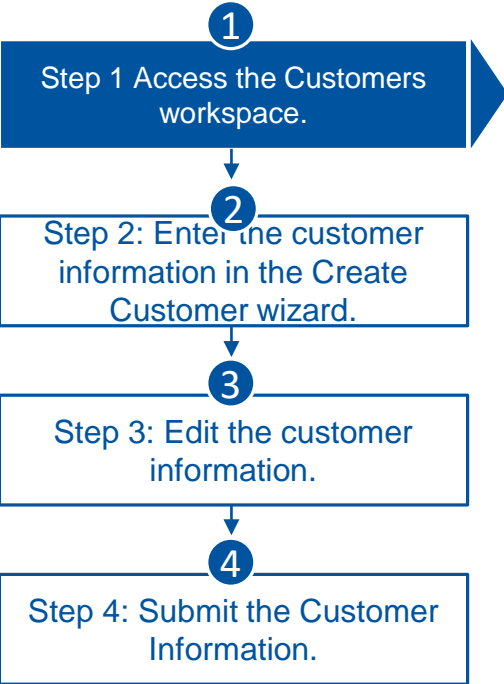 1
Step 1 Access the Customers
workspace.
2
Step 2: Enter the customer
information in the Create
Customer wizard.
3
Step 3: Edit the customer
information.
4
Step 4: Submit the Customer
Information.